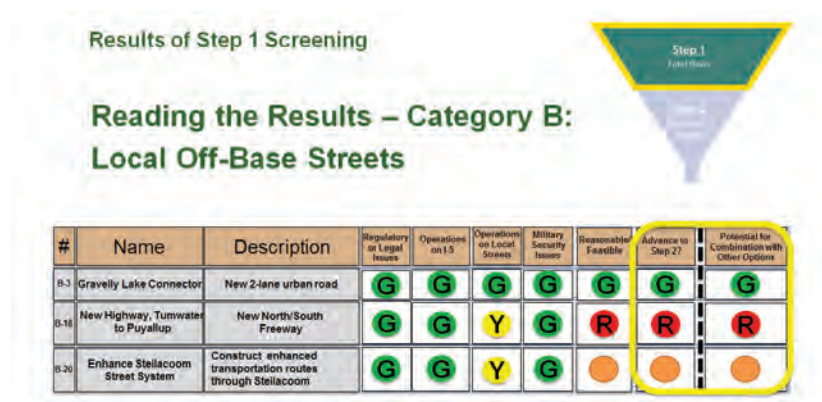 Results of Step 1 Screening
Step 1
Reading the Results – Category B:
Local Off-Base Streets
# Name Description Regulatory or Legal Issues Operations on I-5 Operations on Local Streets Military Security Issues Reasonable/ Feasible Advance to Step 2? Potential for Combination with Other Options
B-3 Gravelly Lake Connector New 2-lane urban road G G G G G G G
New Highway, Tumwater to Puyallup New North/South Freeway G G Y G R R R
B-20 Enhance Steilacoom Street System Construct enhanced transportation routes through Steilacoom G G Y G